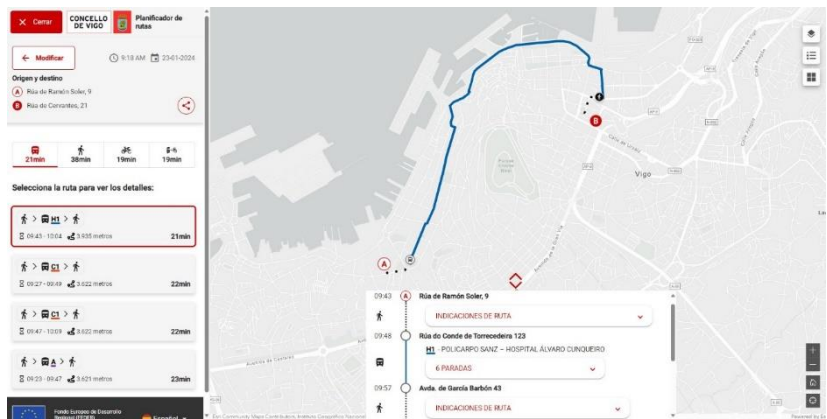 Cerrar
CONCELLO
DE VIGO
Planificador de
rutas
Modificar
9:18 AM
23-01-2024
Origen y destino
A Rúa de Ramón Soler, 9
B Rúa de Cervantes, 21
21min
38min
19min
19min
Selecciona la ruta para ver los detalles:
> H1 >
09:43 - 10:04 3.935 metros 21min
> C1 >
09:27 - 09:49 3.622 metros 22min
> C1 >
09:47 - 10:09 3.622 metros 22min
> A >
09:23 - 09:47 3.621 metros 23min
Fondo Europeo de Desarrollo
Regional (FEDER)
Español
Parque
Vigo
A
B
09:43 A Rúa de Ramón Soler, 9
INDICACIONES DE RUTA
09:48 Rúa do Conde de Torrecedeira 123
H1 - POLICARPO SANZ – HOSPITAL ÁLVARO CUNQUEIRO
6 PARADAS
09:57 Avda. de García Barbón 43
INDICACIONES DE RUTA